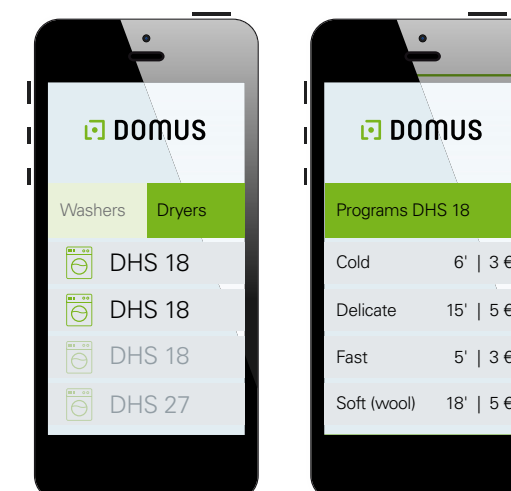 DOMUS
Washers Dryers
DHS 18
DHS 18
DHS 18
DHS 27
DOMUS
Programs DHS 18
Cold 6' | 3 €
Delicate 15' | 5 €
Fast 5' | 3 €
Soft (wool) 18' | 5 €